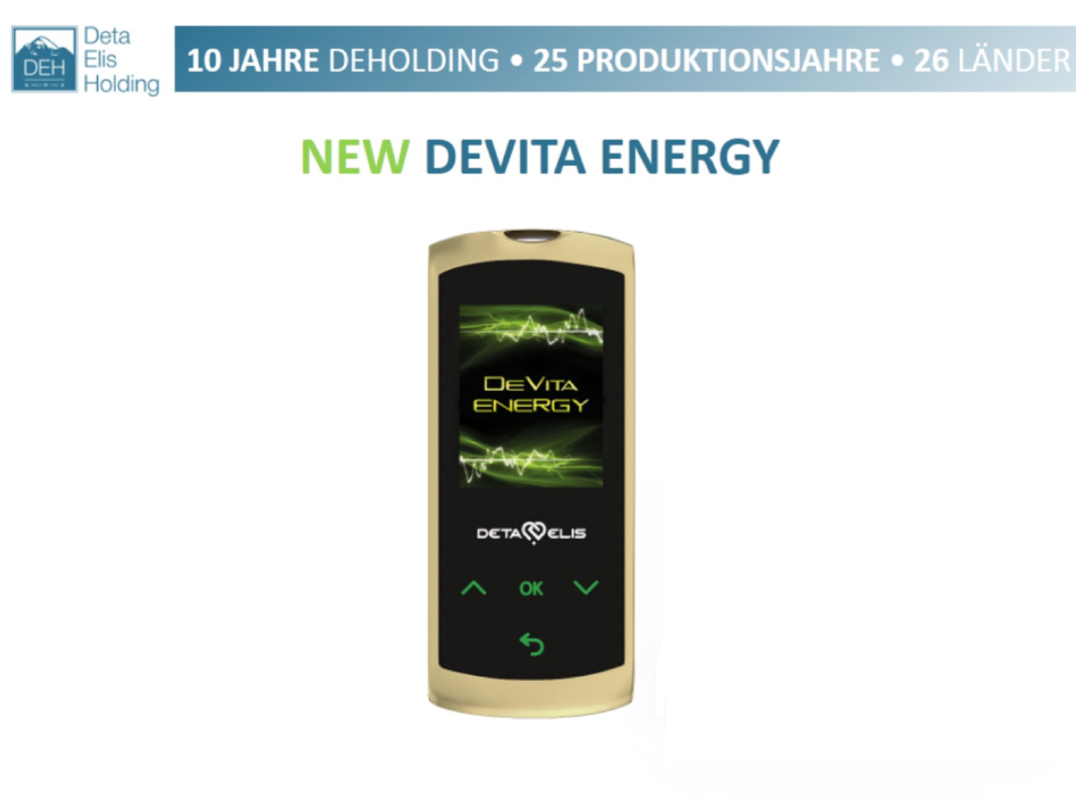 Deta
Elis
Holding
DEH
10 JAHRE DEHOLDING • 25 PRODUKTIONSJAHRE • 26 LÄNDER
NEW DEVITA ENERGY
DEVITA
ENERGY
DETA ELIS
OK